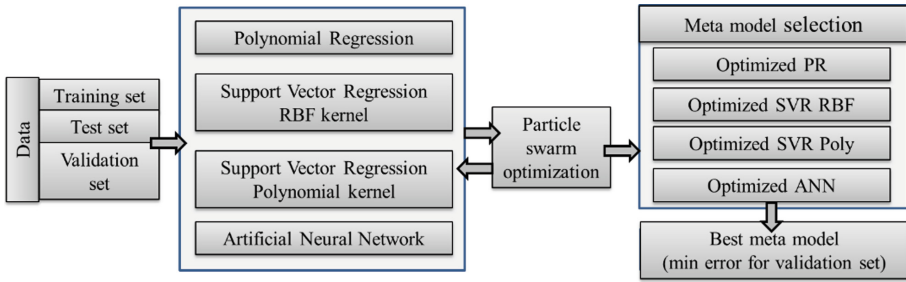 Data
Training set
Test set
Validation
set
Polynomial Regression
Support Vector Regression
RBF kernel
Support Vector Regression
Polynomial kernel
Artificial Neural Network
Particle
swarm
optimization
Meta model selection
Optimized PR
Optimized SVR RBF
Optimized SVR Poly
Optimized ANN
Best meta model
(min error for validation set)